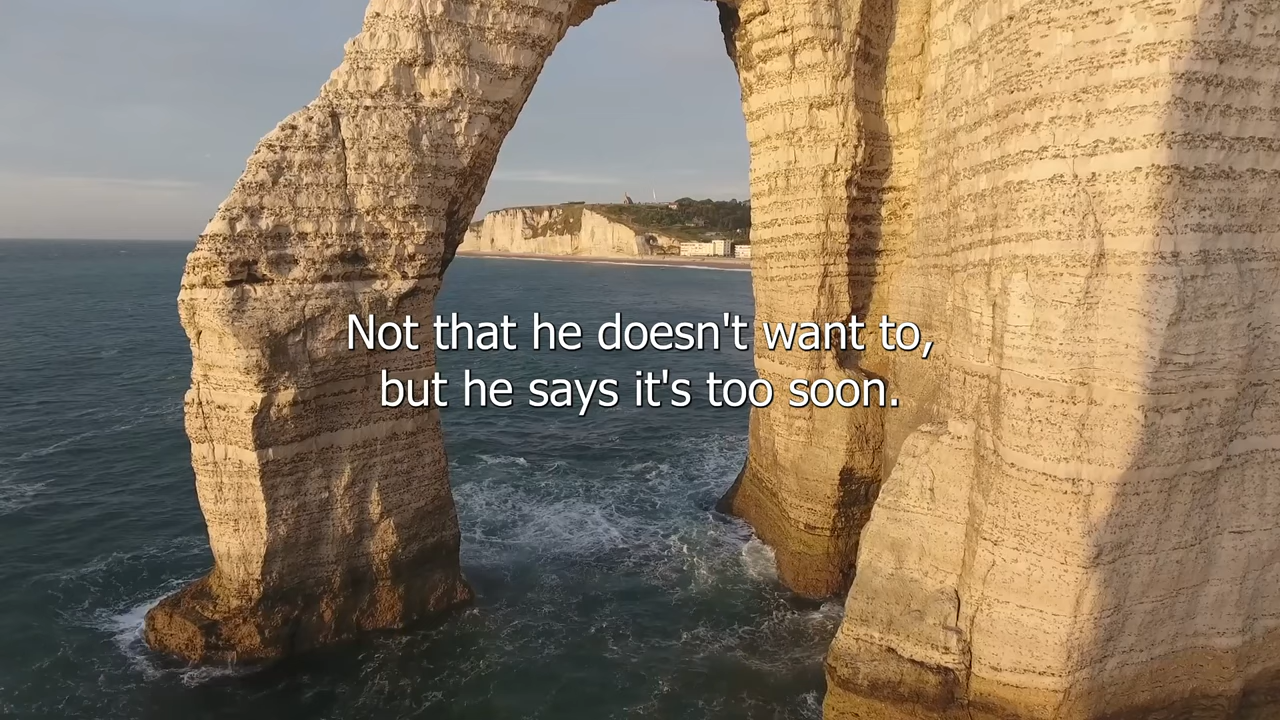 Not that he doesn't want to,
but he says it's too soon.